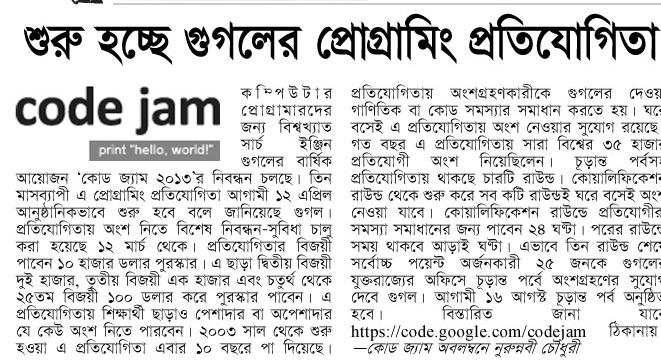 শুরু হচ্ছে গুগলের প্রোগ্রামিং প্রতিযোগিতা
code jam
print "hello, world!"
কম্পিউটার
প্রোগ্রামারদের
জন্য বিশ্বখ্যাত
সার্চ ইঞ্জিন
গুগলের বার্ষিক
আয়োজন ‘কোড জ্যাম ২০১৩’র নিবন্ধন চলছে। তিন
মাসব্যাপী এ প্রোগ্রামিং প্রতিযোগিতা আগামী ১২ এপ্রিল
আনুষ্ঠানিকভাবে শুরু হবে বলে জানিয়েছে গুগল।
প্রতিযোগিতায় অংশ নিতে বিশেষ নিবন্ধন-সুবিধা চালু
করা হয়েছে ১২ মার্চ থেকে। প্রতিযোগিতার বিজয়ী
পাবেন ১০ হাজার ডলার পুরস্কার। এ ছাড়া দ্বিতীয় বিজয়ী
দুই হাজার, তৃতীয় বিজয়ী এক হাজার এবং চতুর্থ থেকে
২৫তম বিজয়ী ১০০ ডলার করে পুরস্কার পাবেন। এ
প্রতিযোগিতায় শিক্ষার্থী ছাড়াও পেশাদার বা অপেশাদার
যে কেউ অংশ নিতে পারবেন। ২০০৩ সাল থেকে শুরু
হওয়া এ প্রতিযোগিতা এবার ১০ বছরে পা দিয়েছে।
প্রতিযোগিতায় অংশগ্রহণকারীকে গুগলের দেওয়
গাণিতিক বা কোড সমস্যার সমাধান করতে হয়। ঘরে
বসেই এ প্রতিযোগিতায় অংশ নেওয়ার সুযোগ রয়েছে
গত বছর এ প্রতিযোগিতায় সারা বিশ্বের ৩৫ হাজার
প্রতিযোগী অংশ নিয়েছিলেন। চূড়ান্ত পর্বসহ
প্রতিযোগিতায় থাকছে চারটি রাউন্ড। কোয়ালিফিকেশন
রাউন্ড থেকে শুরু করে সব কটি রাউন্ডই ঘরে বসেই অংশ
নেওয়া যাবে। কোয়ালিফিকেশন রাউন্ডে প্রতিযোগীর
সমস্যা সমাধানের জন্য পাবেন ২৪ ঘণ্টা। পরের রাউন্ডে
সময় থাকবে আড়াই ঘণ্টা। এভাবে তিন রাউন্ড শেষে
সর্বোচ্চ পয়েন্ট অর্জনকারী ২৫ জনকে গুগলের
যুক্তরাজ্যের অফিসে চূড়ান্ত পর্বে অংশগ্রহণের সুযোগ
দেবে গুগল। আগামী ১৬ আগস্ট চূড়ান্ত পর্ব অনুষ্ঠিত
হবে। বিস্তারিত জানা যাবে
https://code.google.com/codejam ঠিকানায়
—কোড জ্যাম অবলম্বনে নুরুন্নবী চৌধুরী